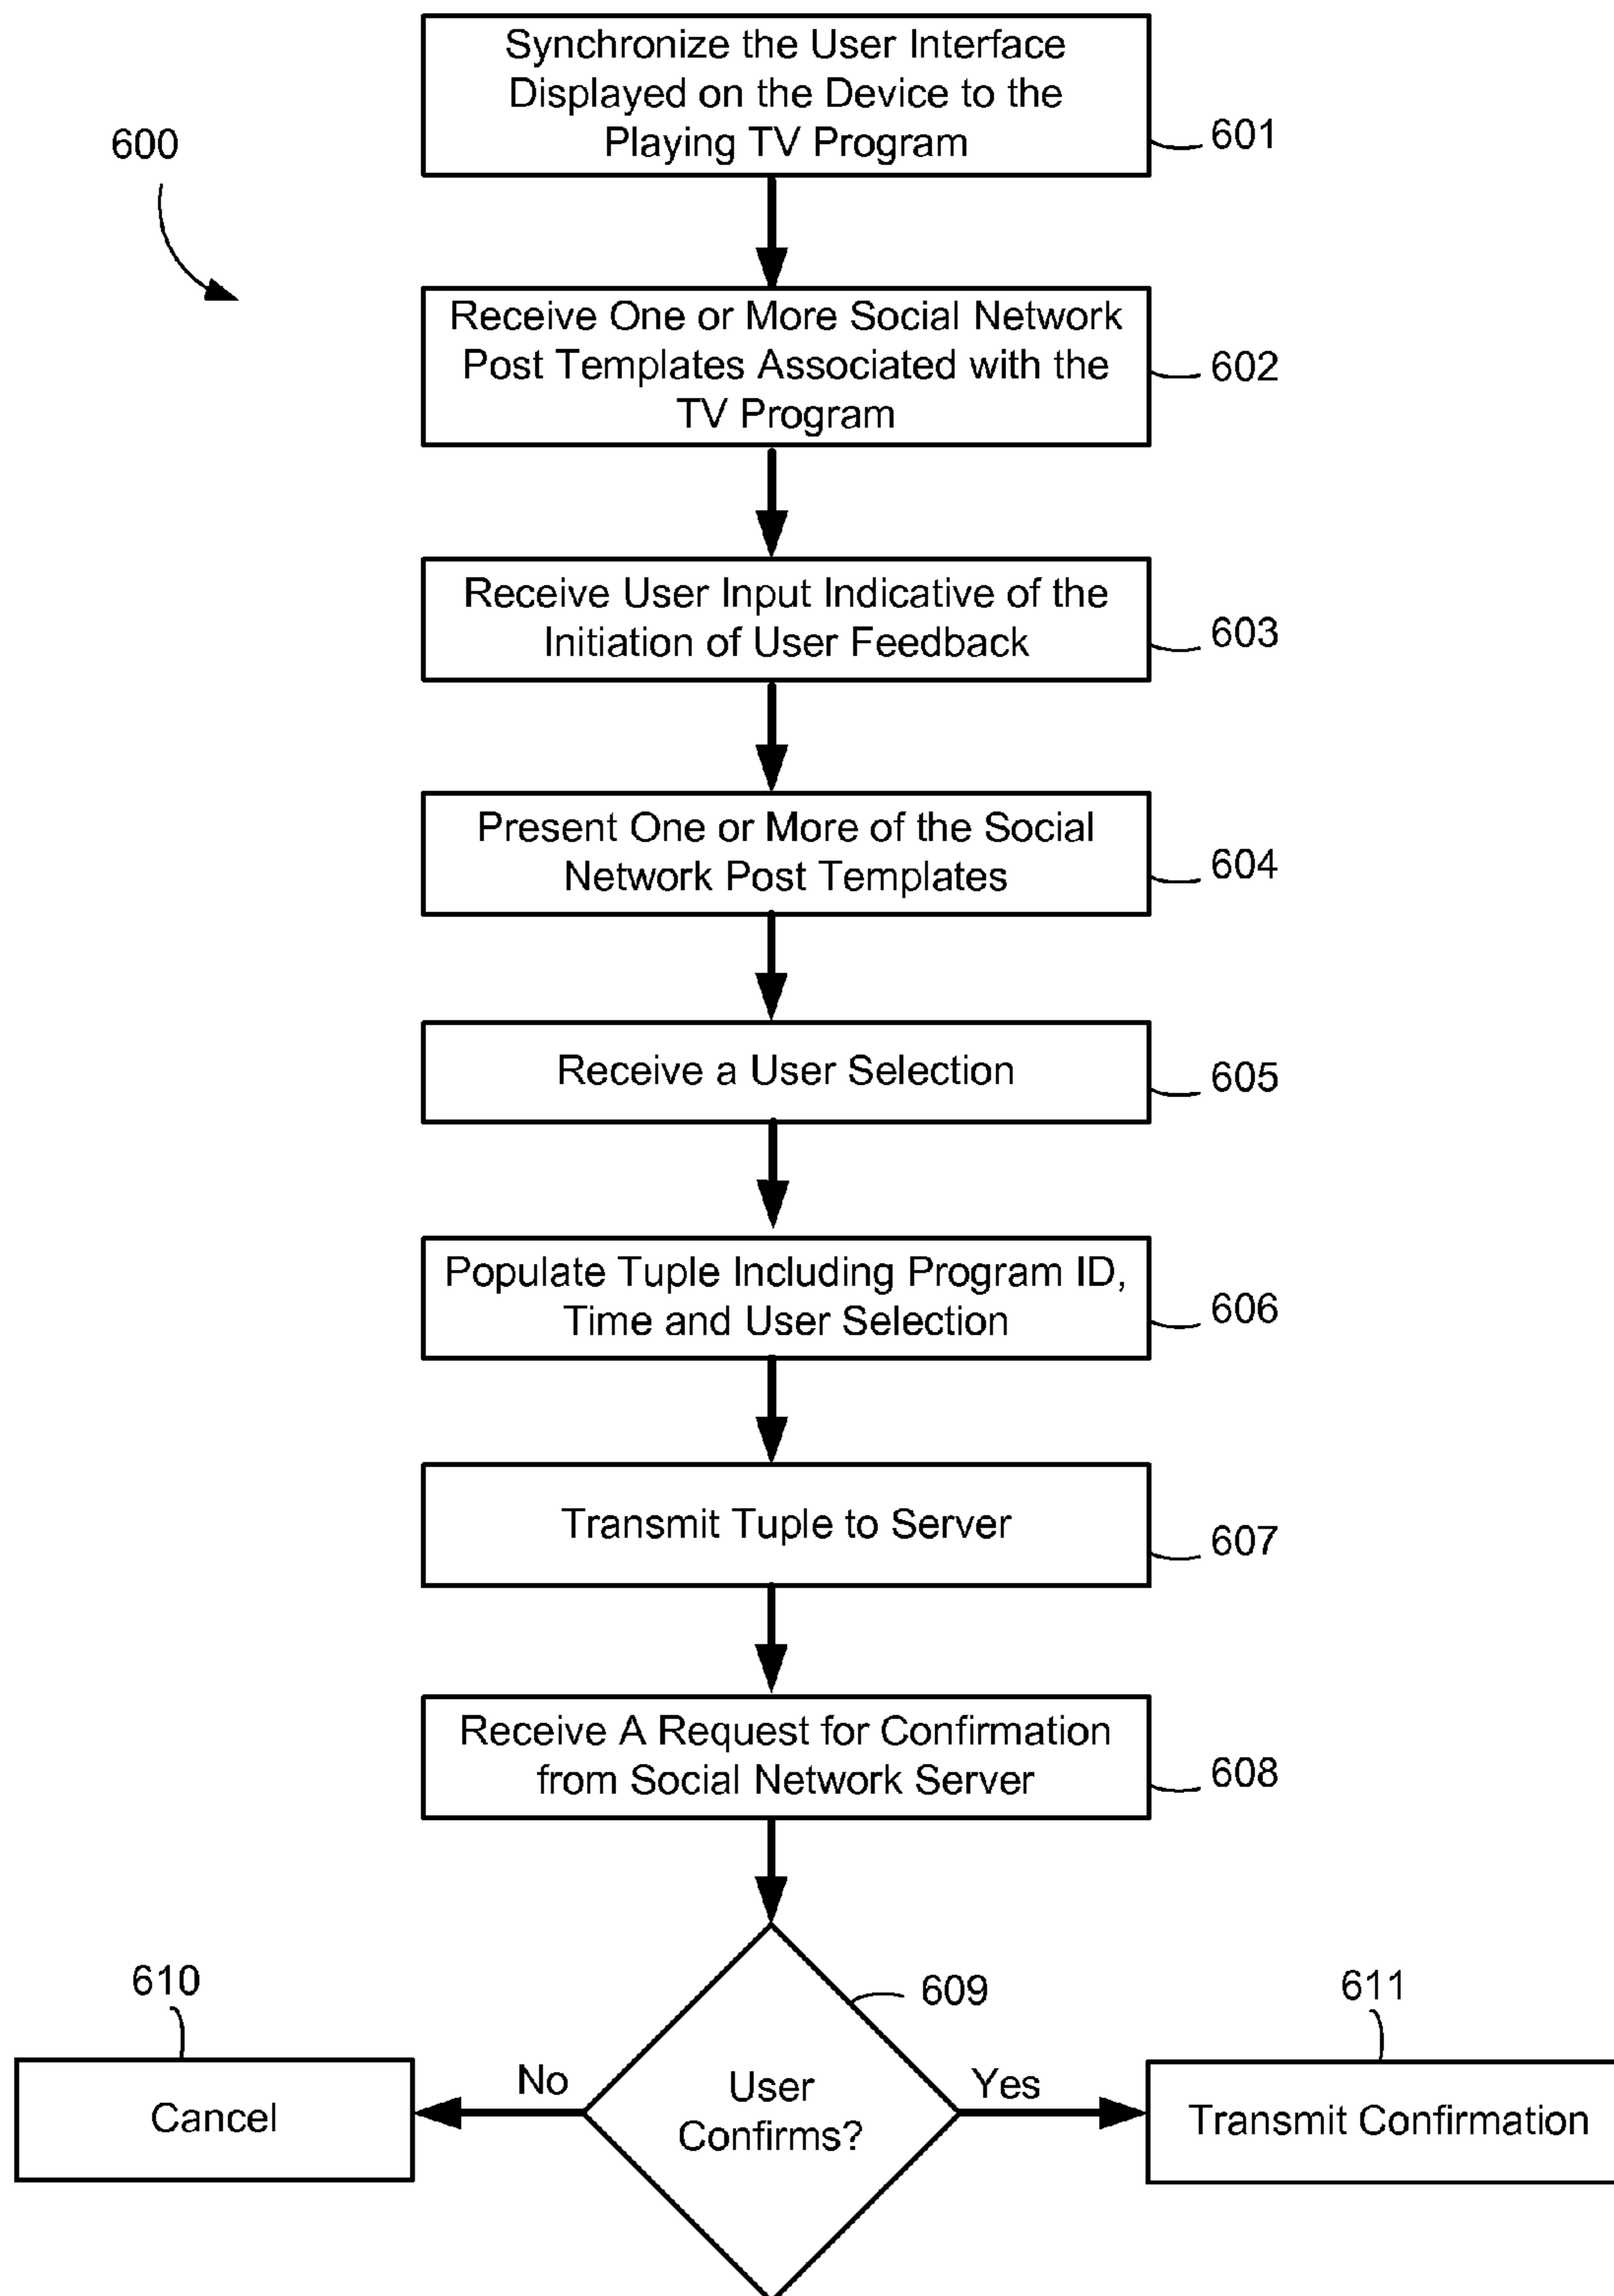 Synchronize the User Interface
Displayed on the Device to the
Playing TV Program
601
600
Receive One or More Social Network
Post Templates Associated with the
TV Program
602
Receive User Input Indicative of the
Initiation of User Feedback
603
Present One or More of the Social
Network Post Templates
604
Receive a User Selection
605
Populate Tuple Including Program ID,
Time and User Selection
606
Transmit Tuple to Server
607
Receive A Request for Confirmation
from Social Network Server
608
609
User
Confirms?
No
Yes
610
Cancel
611
Transmit Confirmation